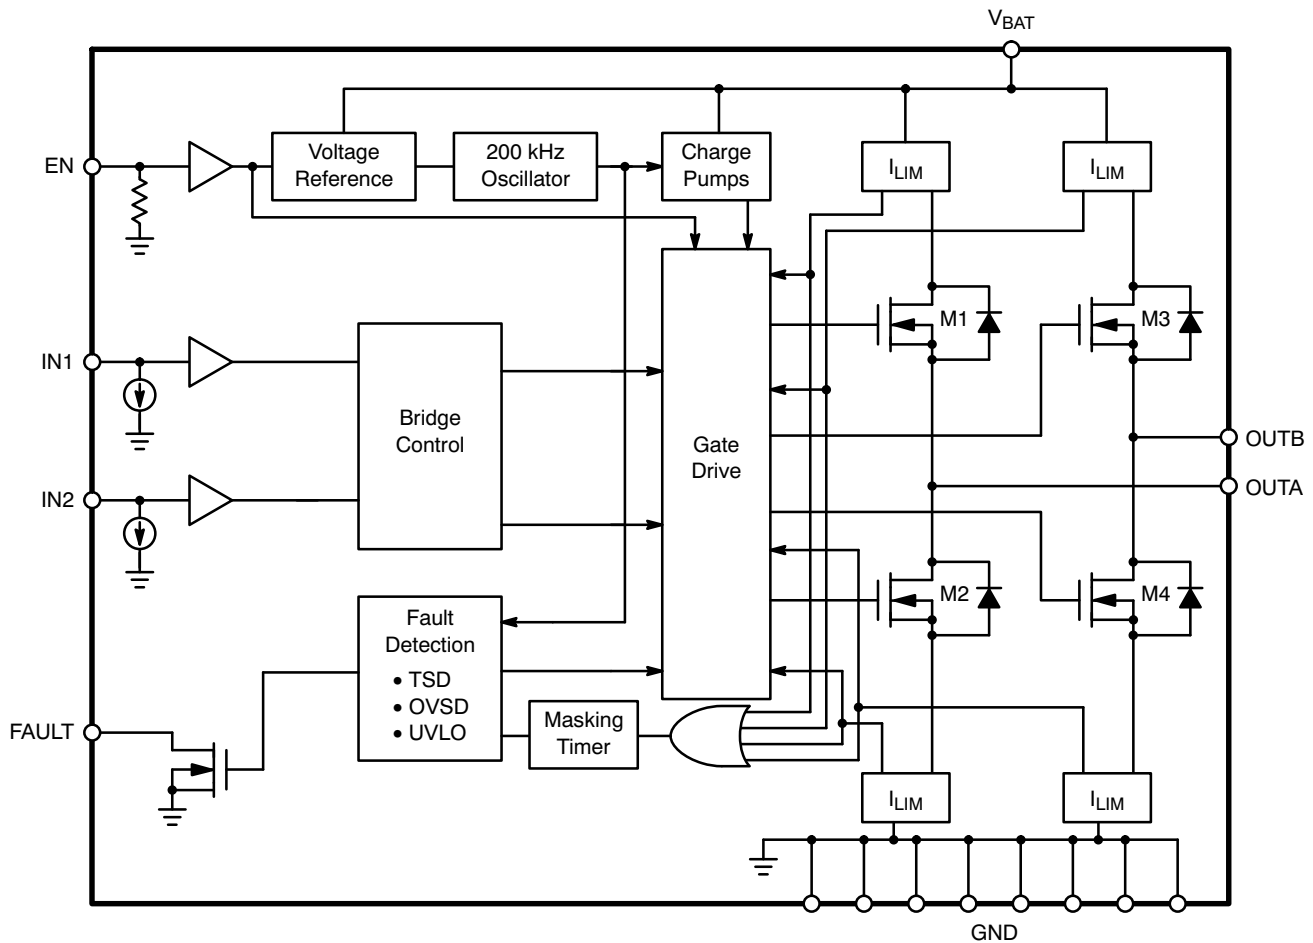 VBAT
EN
Voltage
Reference
200 kHz
Oscillator
Charge
Pumps
ILIM
ILIM
M1
M3
IN1
Bridge
Control
Gate
Drive
OUTB
OUTA
IN2
M2
M4
Fault
Detection
• TSD
• OVSD
• UVLO
Masking
Timer
FAULT
ILIM
ILIM
GND